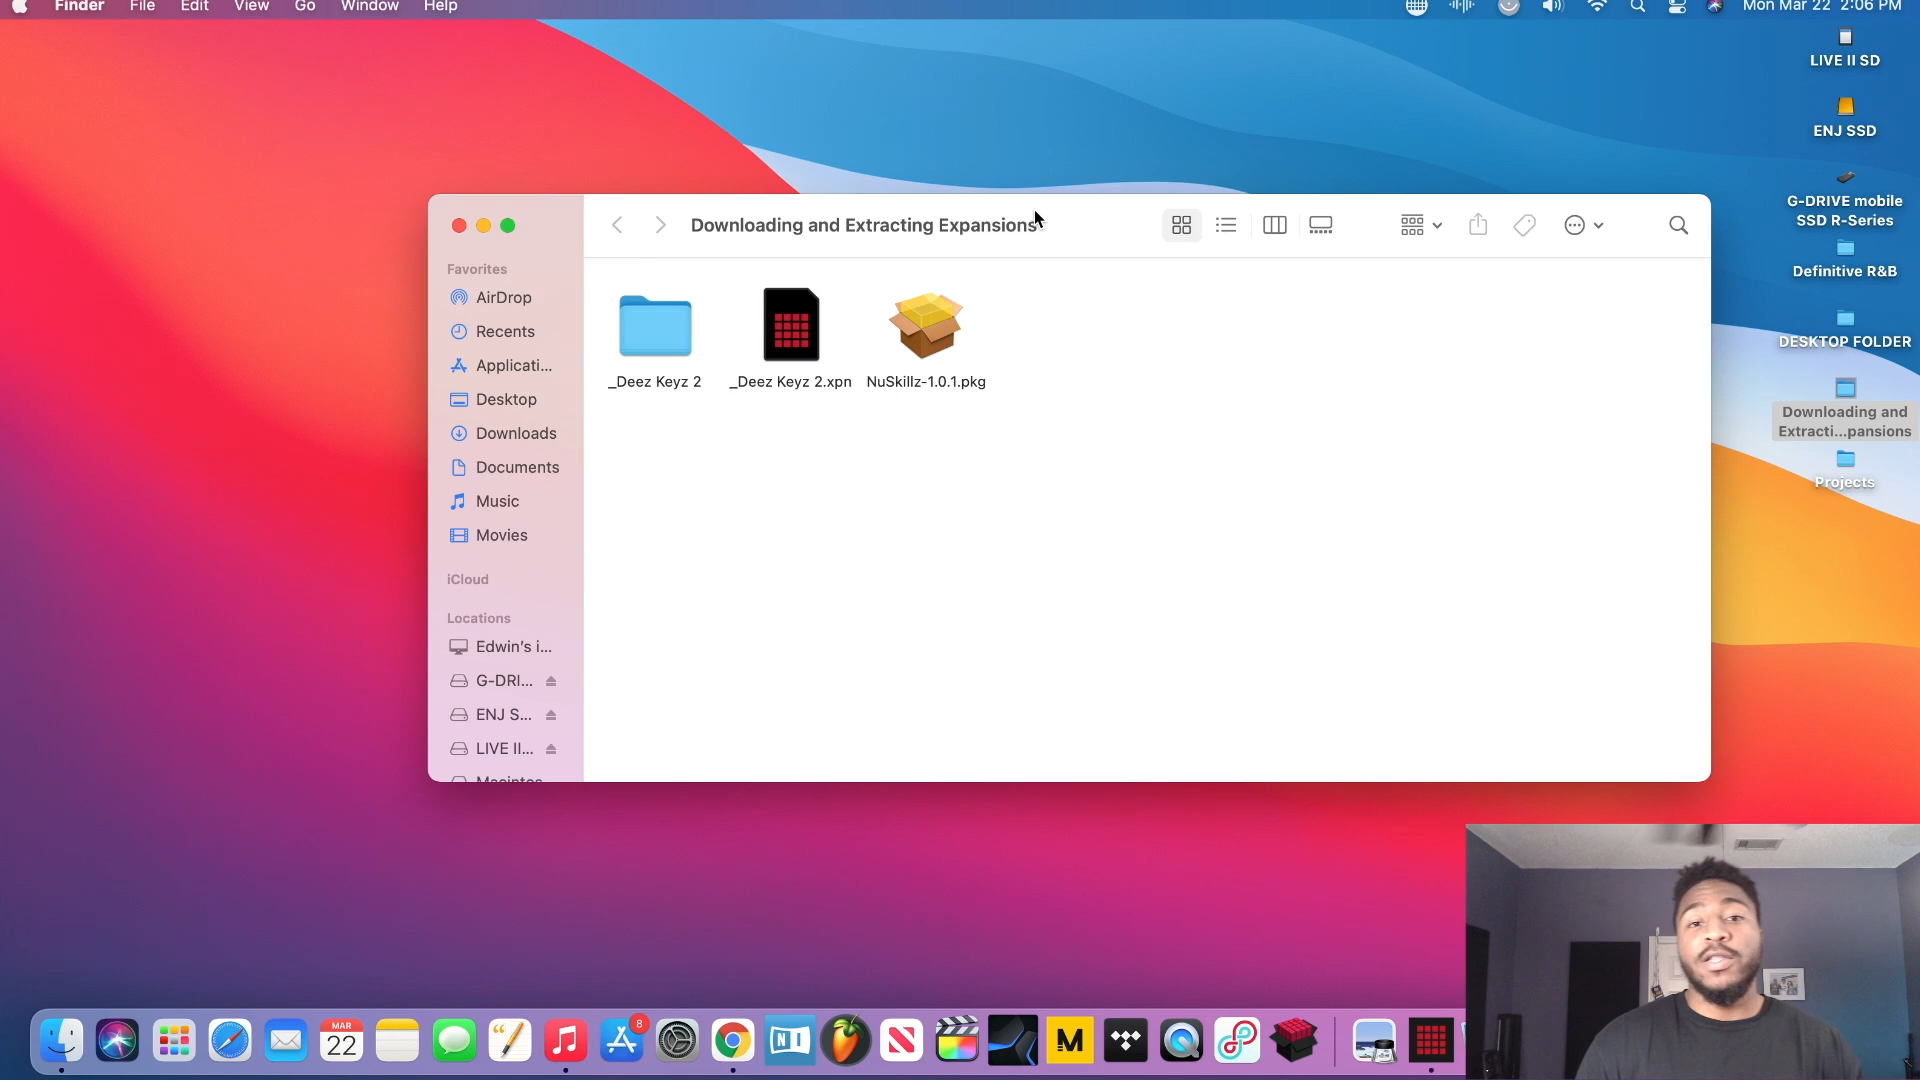 Finder File Edit View Go Window Help
Mon Mar 22 2:06 PM
LIVE II SD
ENJ SSD
G-DRIVE mobile
SSD R-Series
Definitive R&B
DESKTOP FOLDER
Downloading and
Extracti...pansions
Projects
Downloading and Extracting Expansions
Favorites
AirDrop
Recents
Applicati...
Desktop
Downloads
Documents
Music
Movies
iCloud
Locations
Edwin's i...
G-DRI...
ENJ S...
LIVE II...
Macintos
_Deez Keyz 2
_Deez Keyz 2.xpn
NuSkillz-1.0.1.pkg
MAR
22
8
NI
M